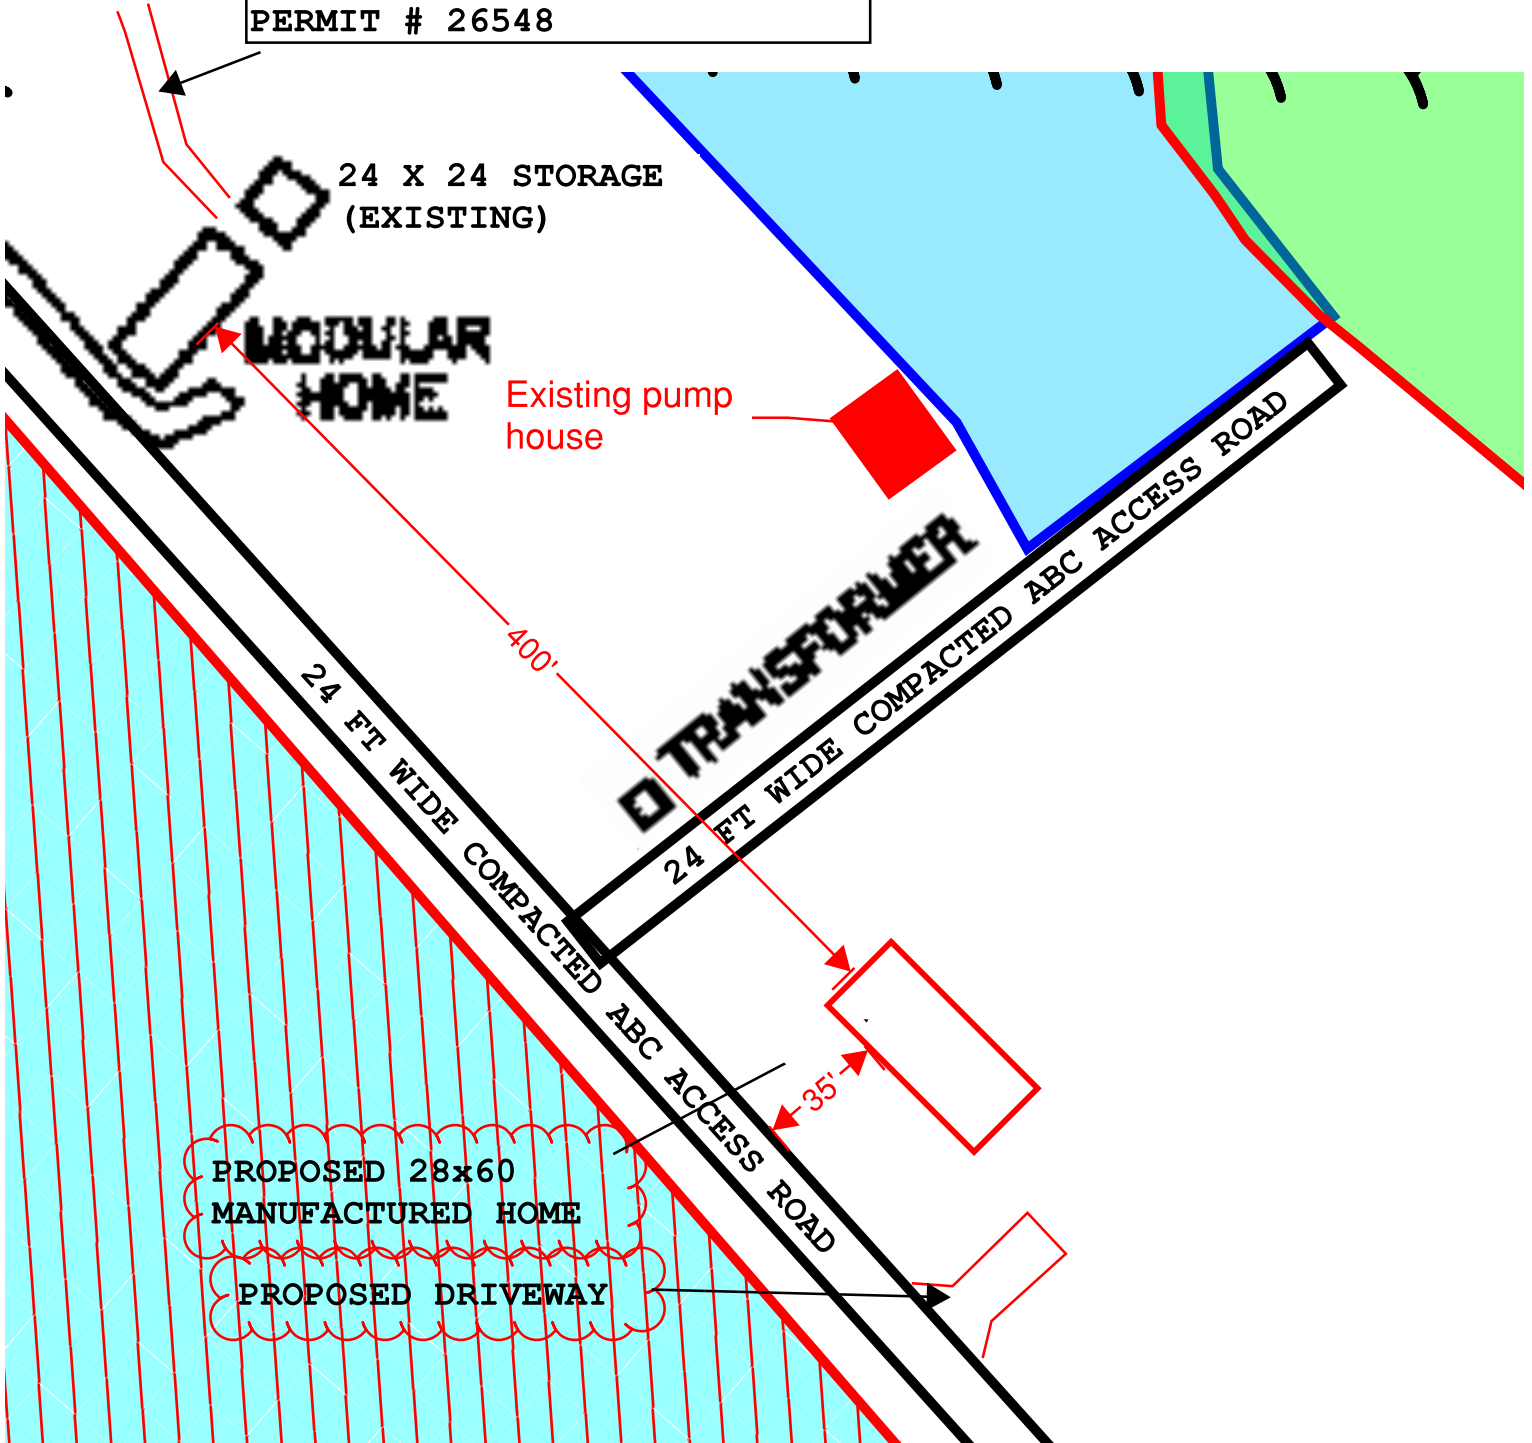 PERMIT # 26548
24 X 24 STORAGE
(EXISTING)
MODULAR
HOME
Existing pump
house
TRANSFORMER
400'
24 FT WIDE COMPACTED ABC ACCESS ROAD
24 FT WIDE COMPACTED ABC ACCESS ROAD
35'
PROPOSED 28x60
MANUFACTURED HOME
PROPOSED DRIVEWAY